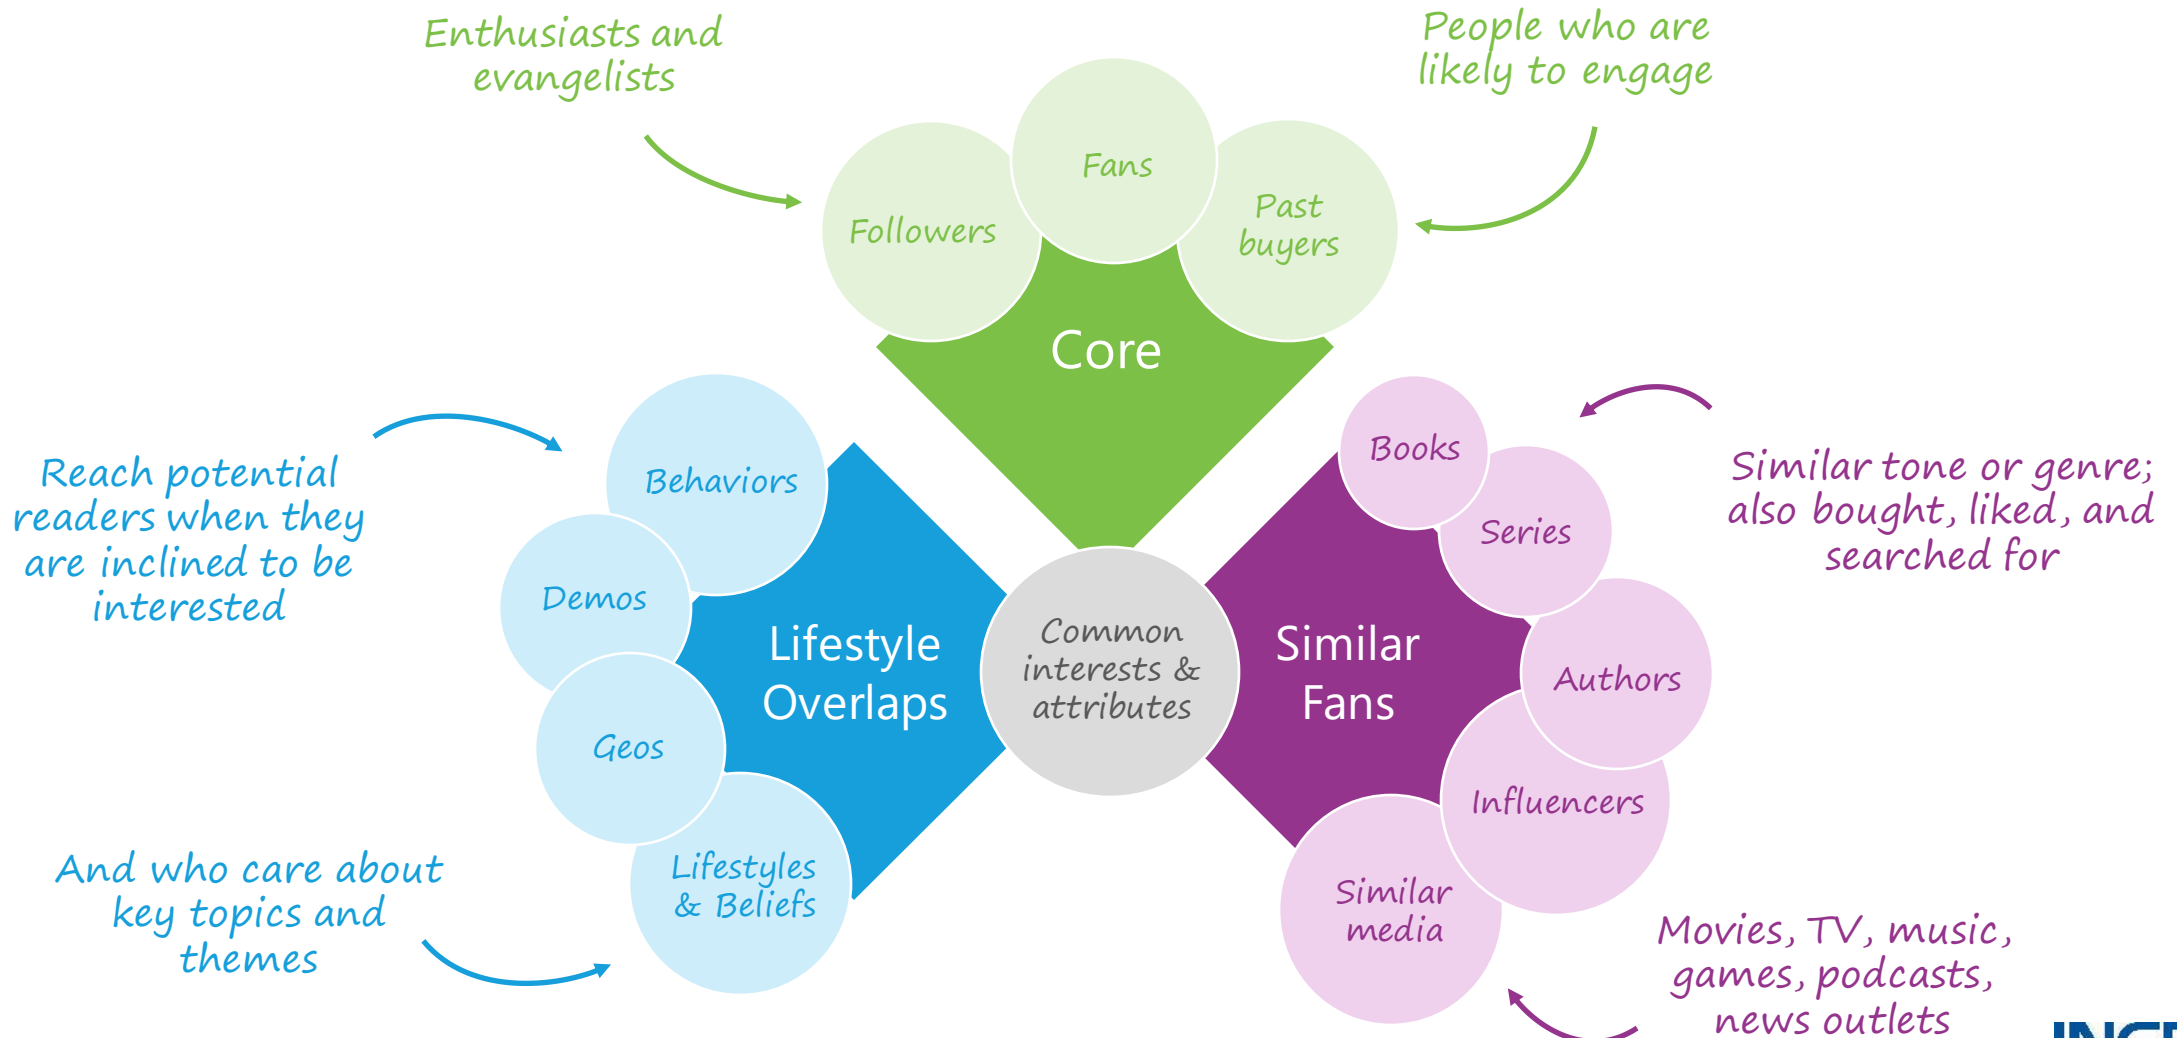 Enthusiasts and
evangelists
People who are
likely to engage
Fans
Followers
Past
buyers
Core
Behaviors
Demos
Geos
Lifestyles
& Beliefs
Lifestyle
Overlaps
Reach potential
readers when they
are inclined to be
interested
And who care about
key topics and
themes
Common
interests &
attributes
Similar
Fans
Books
Series
Authors
Influencers
Similar
media
Similar tone or genre;
also bought, liked, and
searched for
Movies, TV, music,
games, podcasts,
news outlets